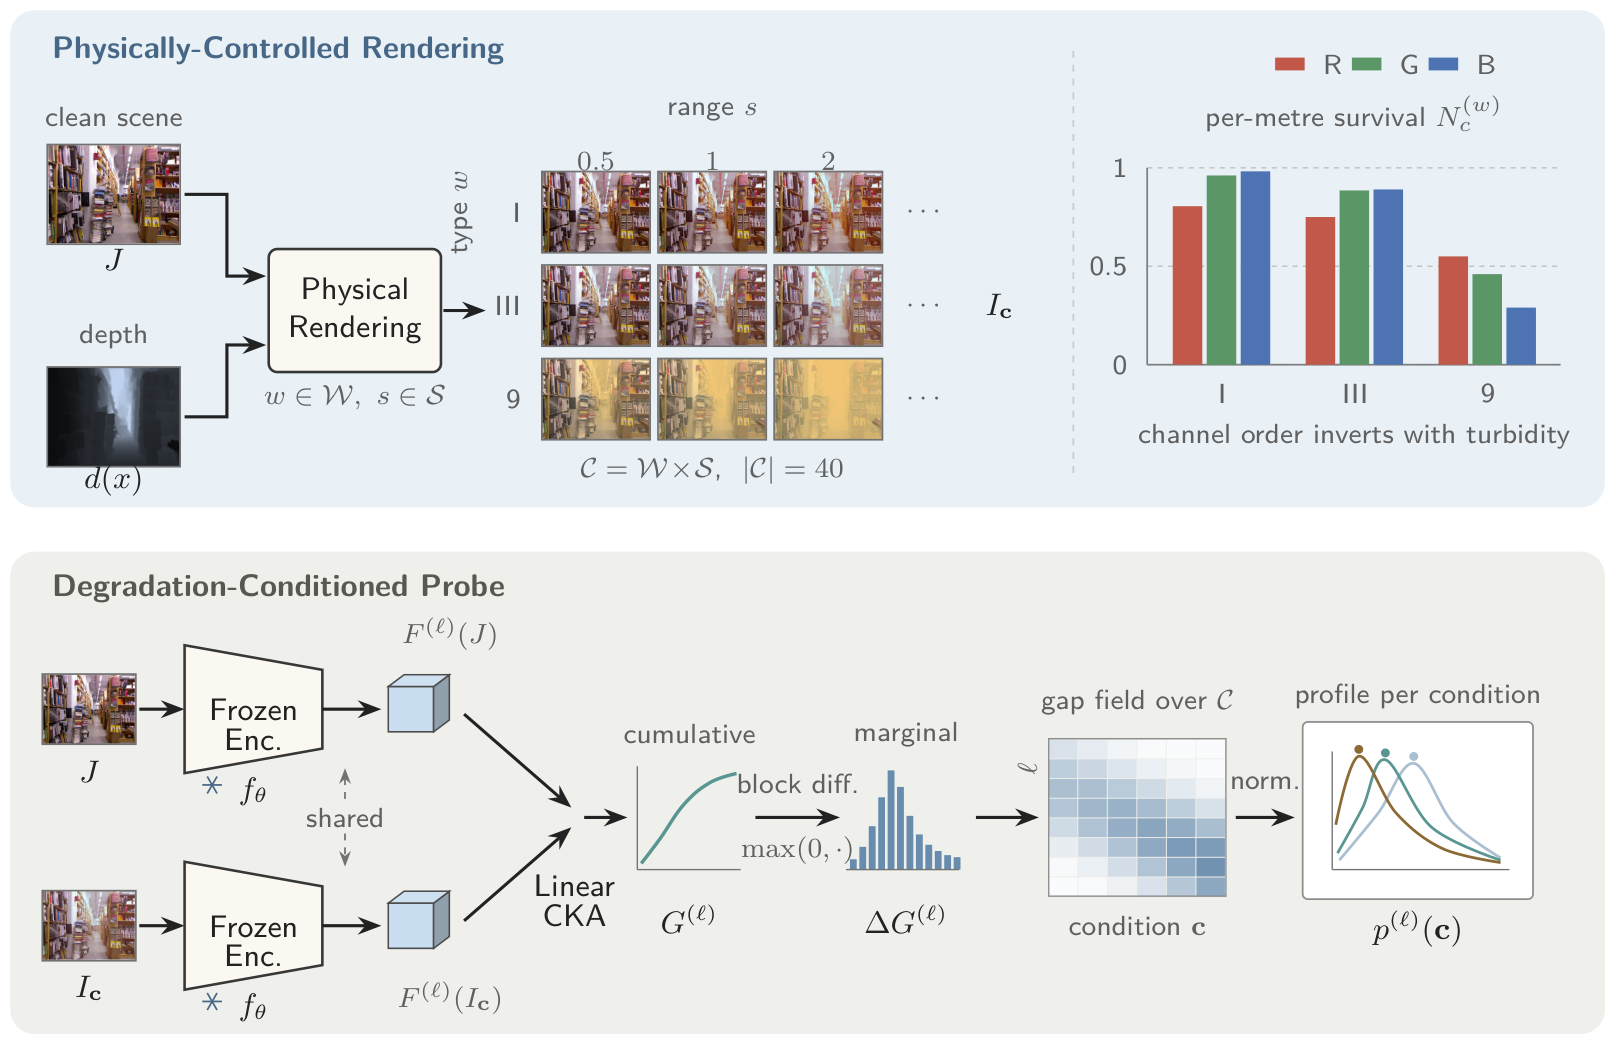 Physically-Controlled Rendering
clean scene
J
depth
d(x)
Physical
Rendering
w ∈ 𝒲, s ∈ 𝒮
range s
type w
0.5 1 2
I ···
III ···
9 ···
I_c
𝒞 = 𝒲×𝒮, |𝒞| = 40
R G B
per-metre survival N_c^{(w)}
1
0.5
0
I III 9
channel order inverts with turbidity
Degradation-Conditioned Probe
J
Frozen
Enc.
* f_θ
F^{(ℓ)}(J)
shared
I_c
Frozen
Enc.
* f_θ
F^{(ℓ)}(I_c)
Linear
CKA
cumulative
G^{(ℓ)}
block diff.
max(0, ·)
marginal
ΔG^{(ℓ)}
gap field over 𝒞
ℓ
condition c
norm.
profile per condition
p^{(ℓ)}(c)